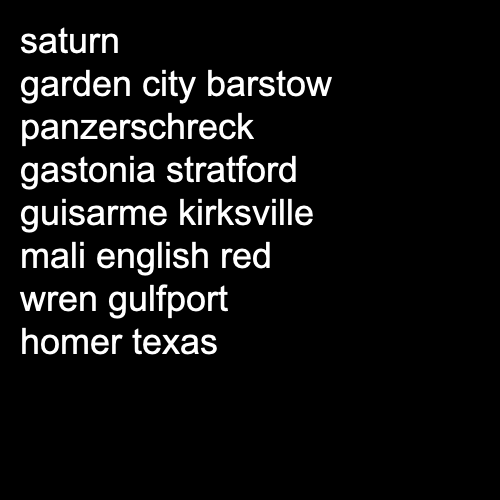 saturn
garden city barstow
panzerschreck
gastonia stratford
guisarme kirksville
mali english red
wren gulfport
homer texas